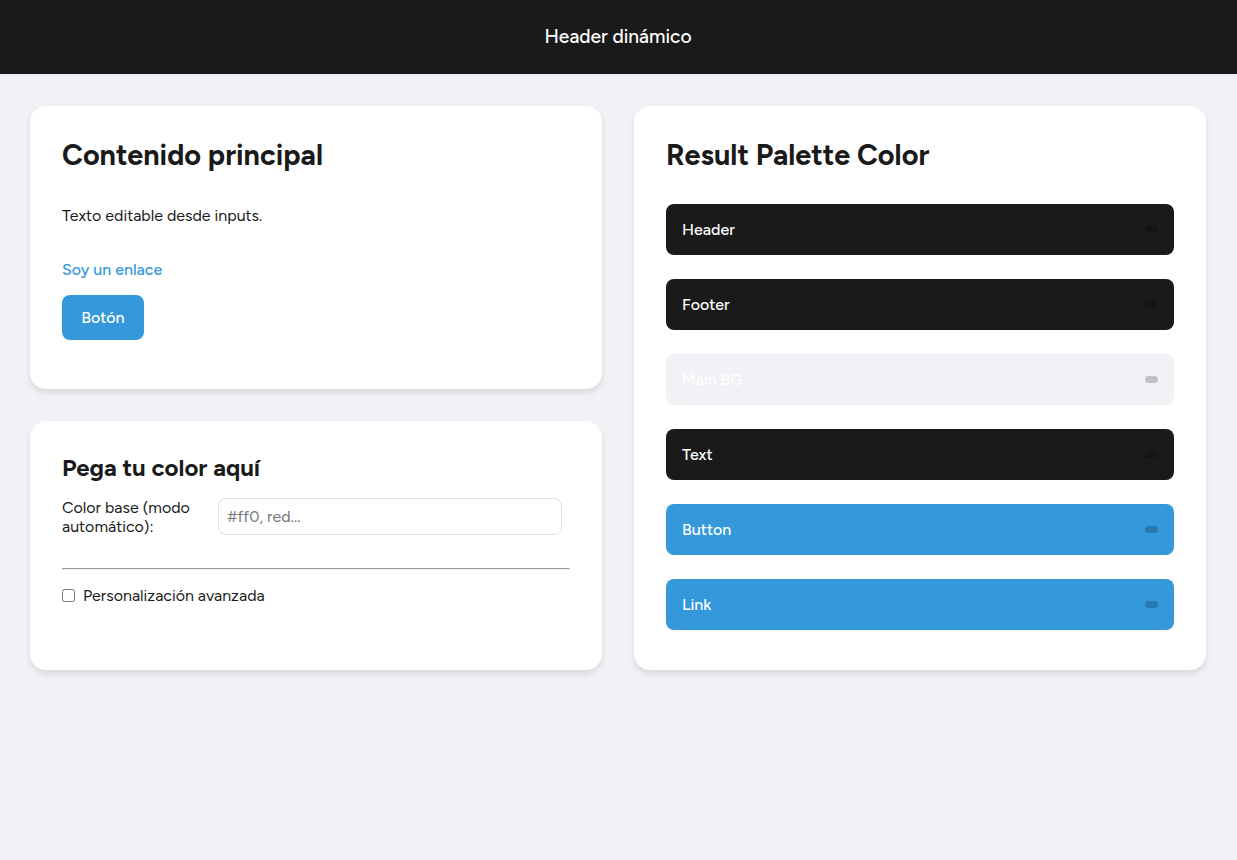 Header dinámico
Contenido principal
Texto editable desde inputs.
Soy un enlace
Botón
Pega tu color aquí
Color base (modo
automático):
#ff0, red...
Personalización avanzada
Result Palette Color
Header
Footer
Main BG
Text
Button
Link